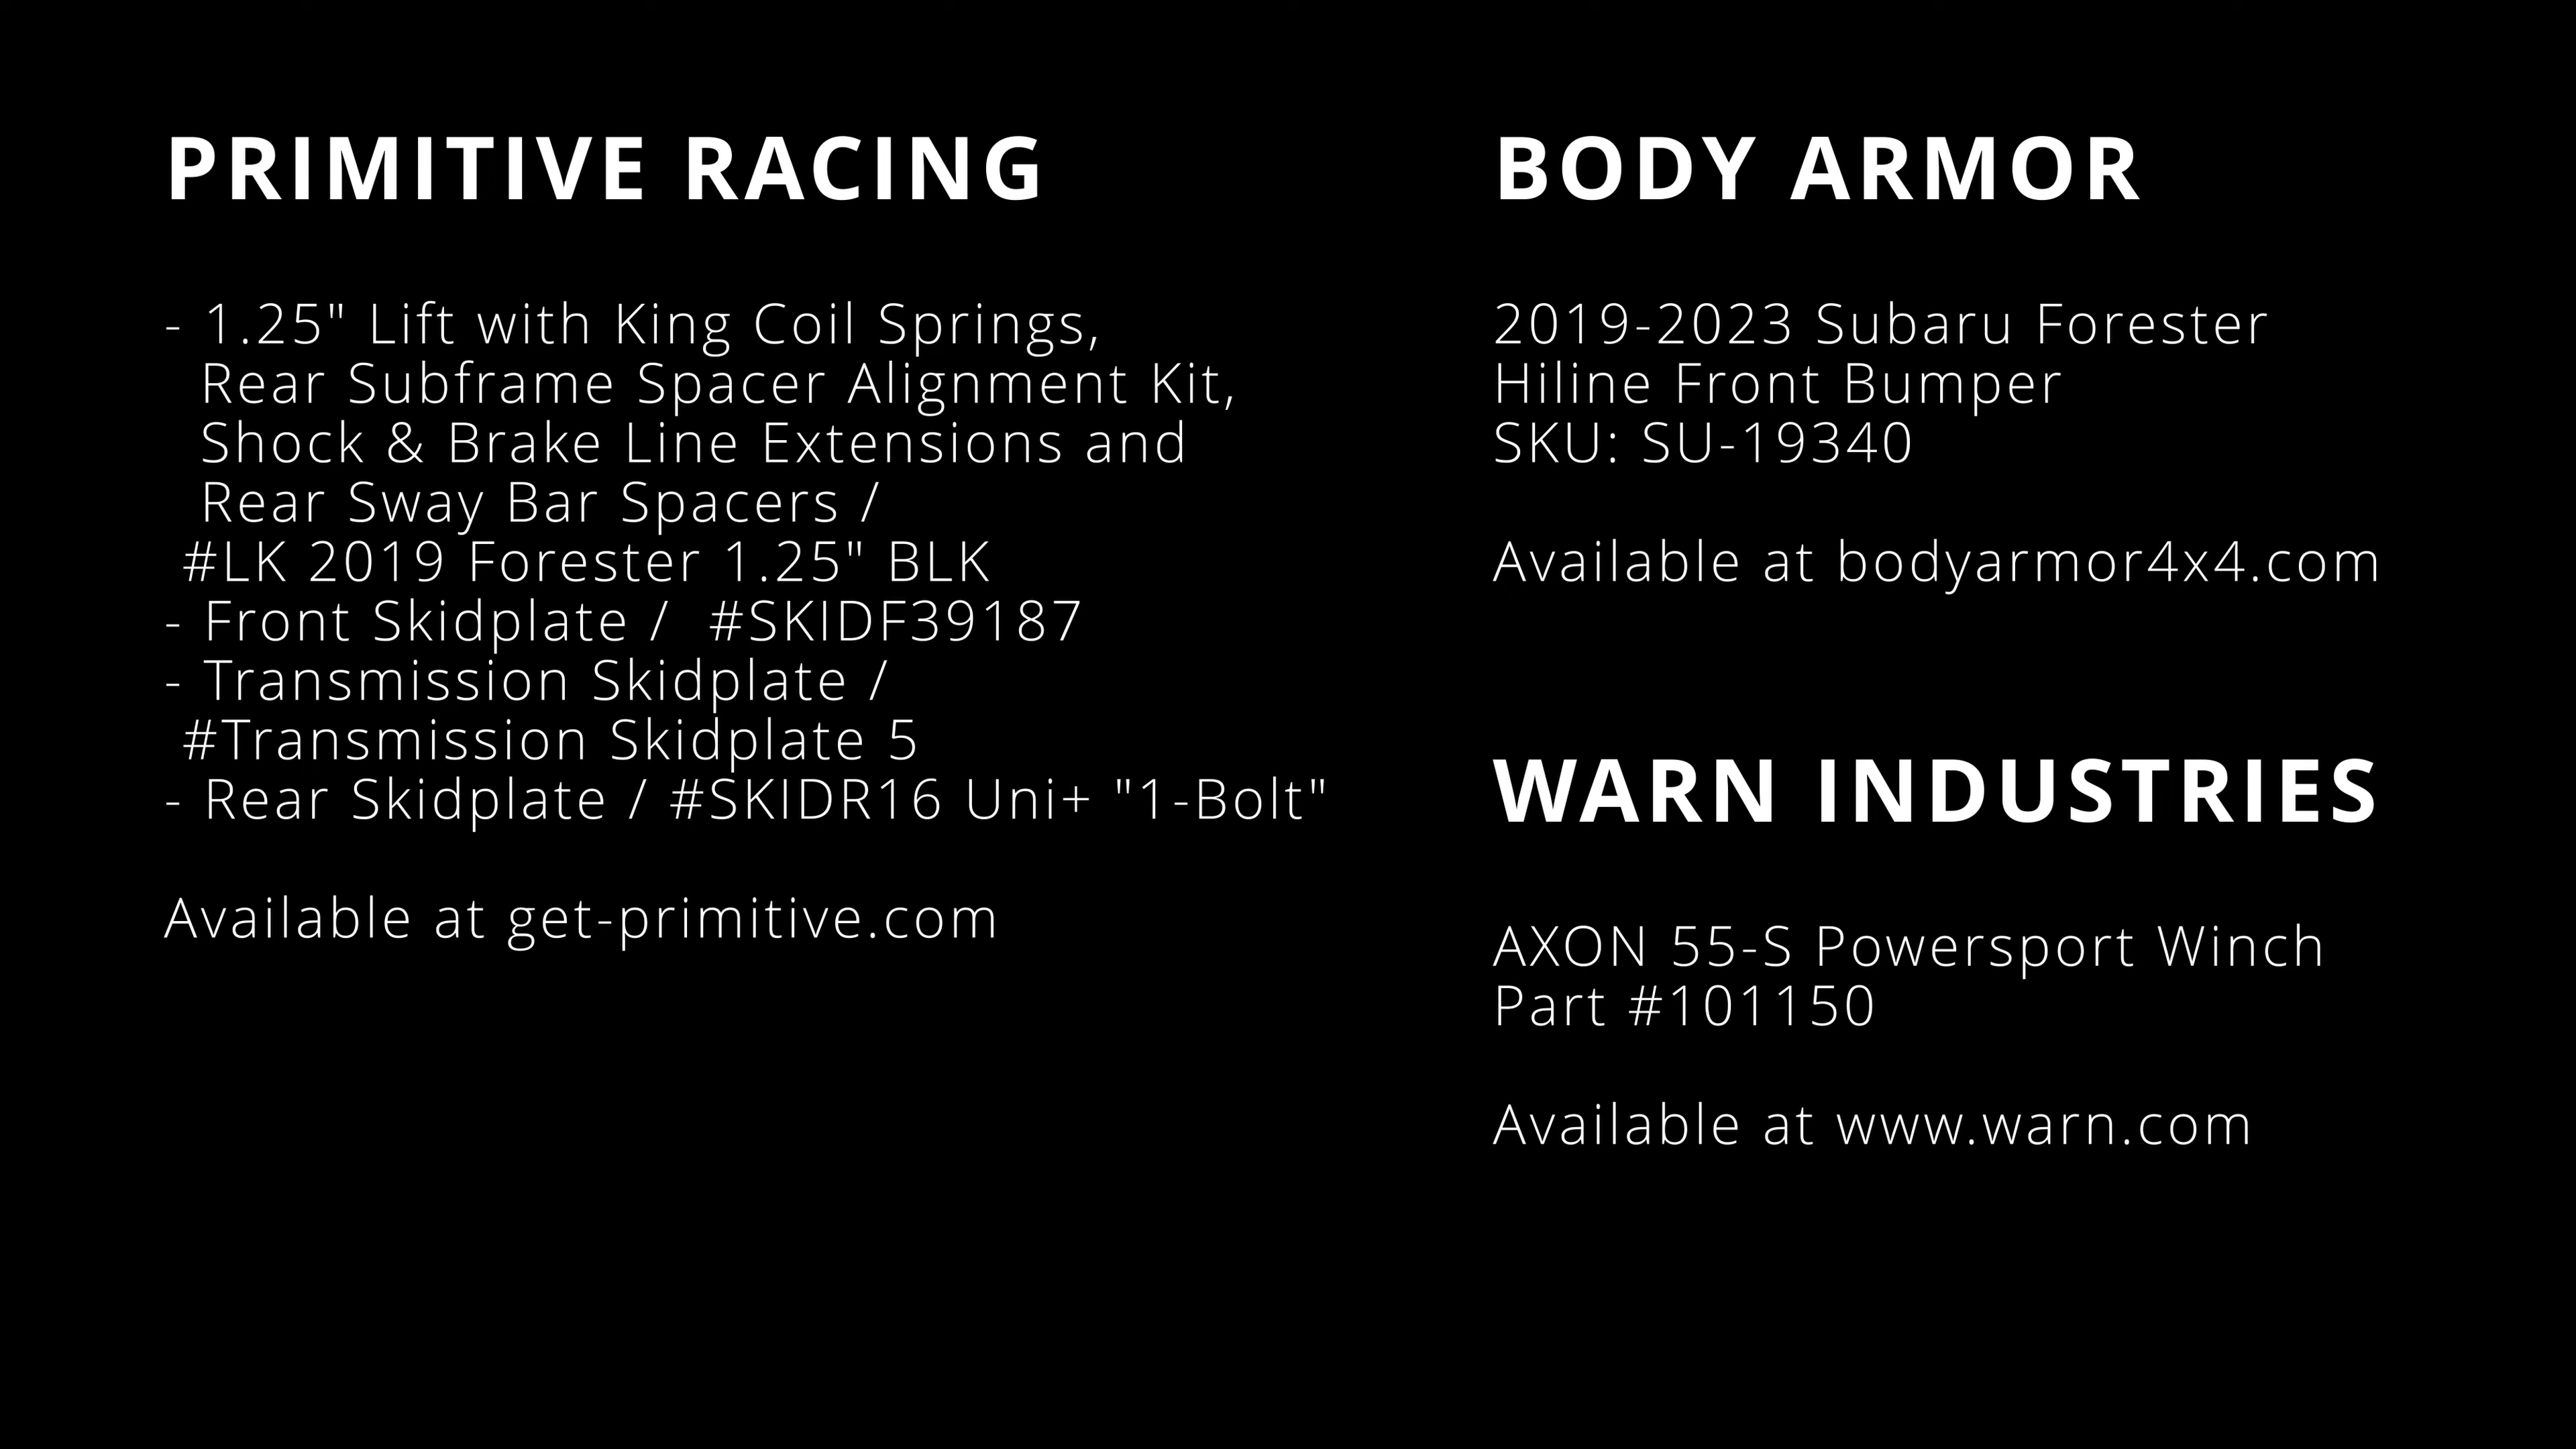 PRIMITIVE RACING
- 1.25" Lift with King Coil Springs,
Rear Subframe Spacer Alignment Kit,
Shock & Brake Line Extensions and
Rear Sway Bar Spacers /
#LK 2019 Forester 1.25" BLK
- Front Skidplate /  #SKIDF39187
- Transmission Skidplate /
#Transmission Skidplate 5
- Rear Skidplate / #SKIDR16 Uni+ "1-Bolt"
Available at get-primitive.com
BODY ARMOR
2019-2023 Subaru Forester
Hiline Front Bumper
SKU: SU-19340
Available at bodyarmor4x4.com
WARN INDUSTRIES
AXON 55-S Powersport Winch
Part #101150
Available at www.warn.com